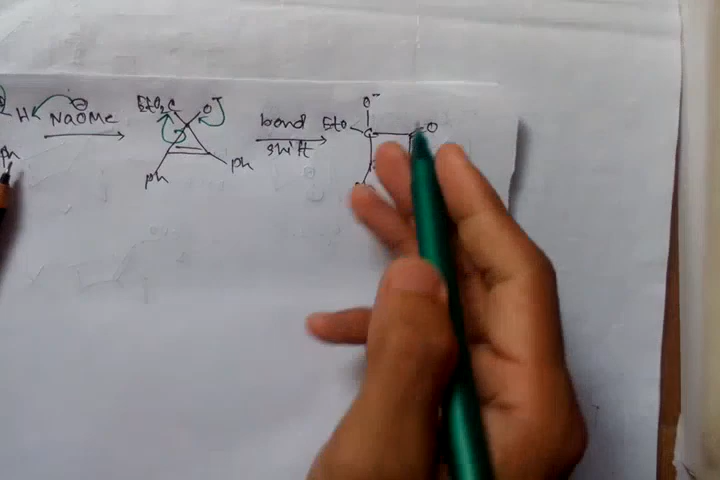 H NaOMe EtO₂C O bond shift O⁻ EtO C O
Ph Ph Ph